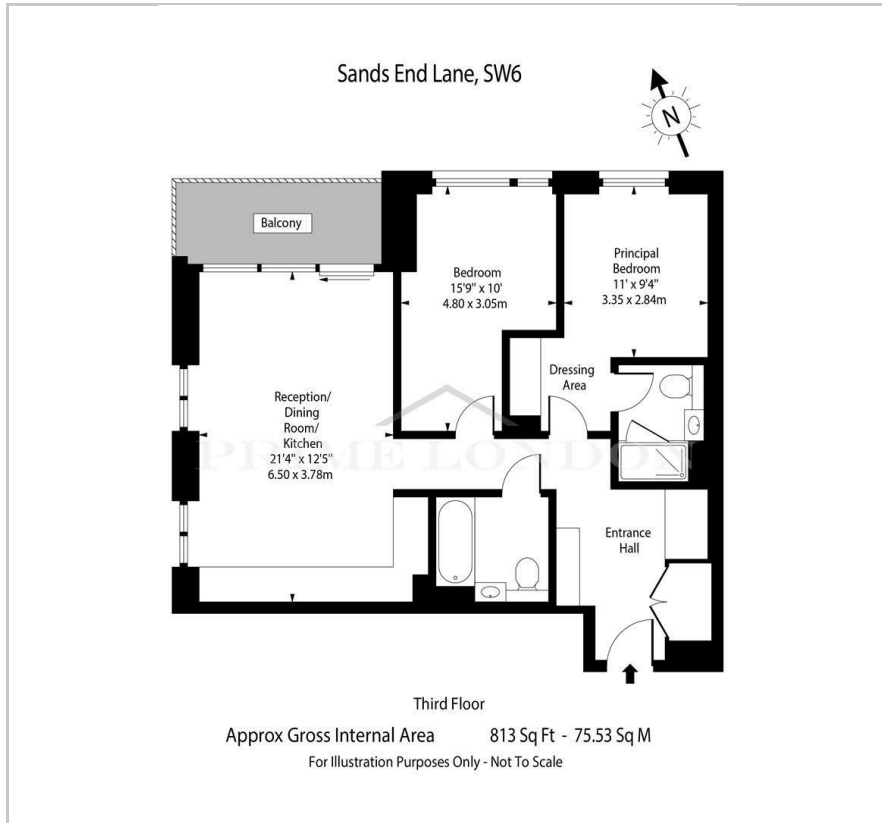 Sands End Lane, SW6
N
Balcony
Bedroom
15'9" x 10'
4.80 x 3.05m
Principal
Bedroom
11' x 9'4"
3.35 x 2.84m
Dressing
Area
Reception/
Dining
Room/
Kitchen
21'4" x 12'5"
6.50 x 3.78m
PRIME LONDON
Entrance
Hall
Third Floor
Approx Gross Internal Area 813 Sq Ft - 75.53 Sq M
For Illustration Purposes Only - Not To Scale